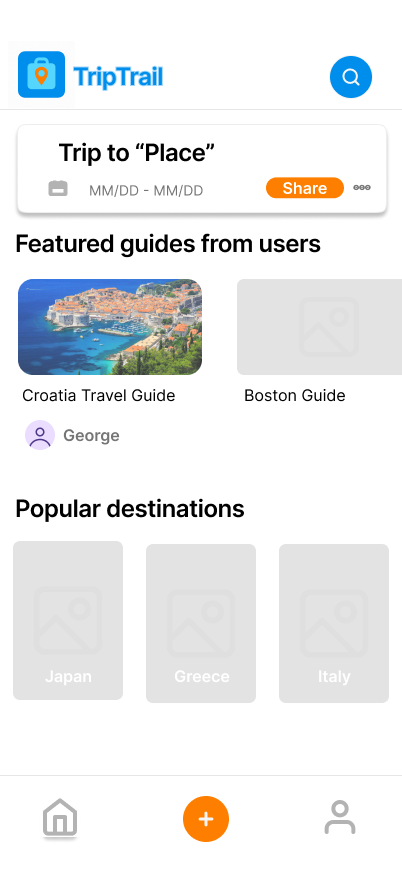 TripTrail
Trip to “Place”
MM/DD - MM/DD
Share
Featured guides from users
Croatia Travel Guide
Boston Guide
George
Popular destinations
Japan
Greece
Italy